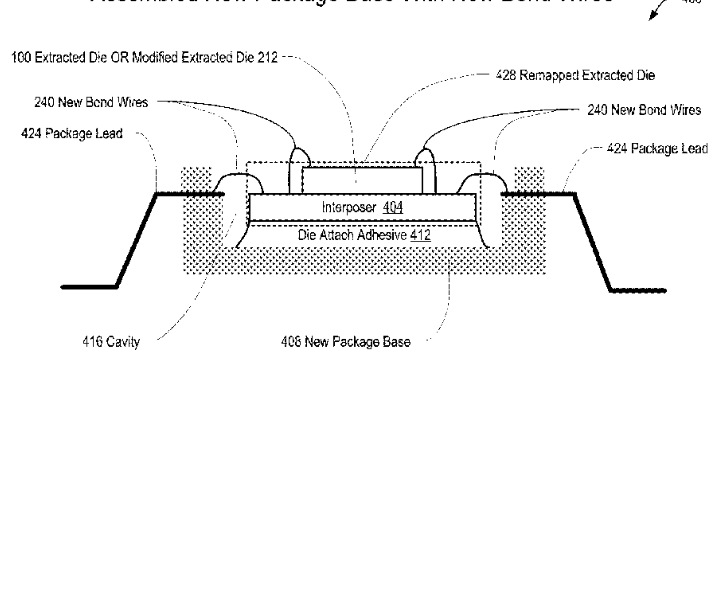 Assembled New Package Base With New Bond Wires
100 Extracted Die OR Modified Extracted Die 212
428 Remapped Extracted Die
240 New Bond Wires
240 New Bond Wires
424 Package Lead
424 Package Lead
Interposer 404
Die Attach Adhesive 412
416 Cavity
408 New Package Base